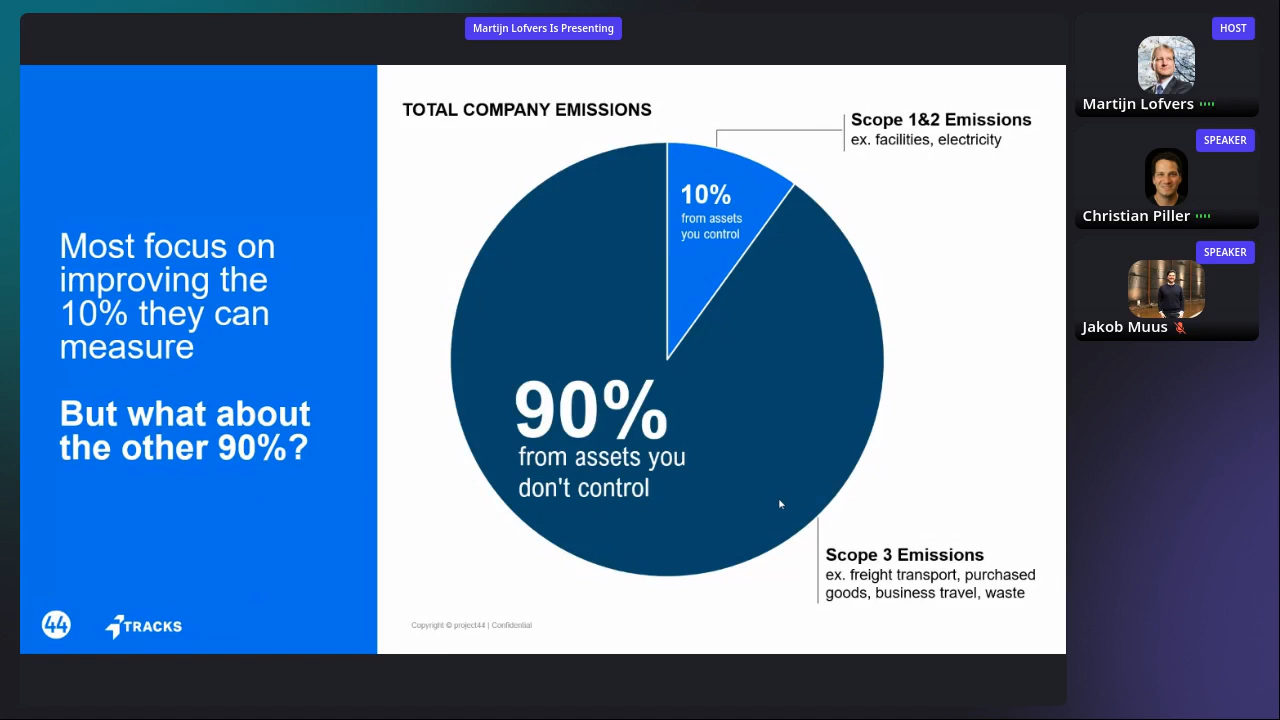 Martijn Lofvers Is Presenting
Most focus on
improving the
10% they can
measure
But what about
the other 90%?
44
TRACKS
TOTAL COMPANY EMISSIONS
Scope 1&2 Emissions
ex. facilities, electricity
10%
from assets
you control
90%
from assets you
don't control
Scope 3 Emissions
ex. freight transport, purchased
goods, business travel, waste
Copyright © project44 | Confidential
HOST
Martijn Lofvers
SPEAKER
Christian Piller
SPEAKER
Jakob Muus